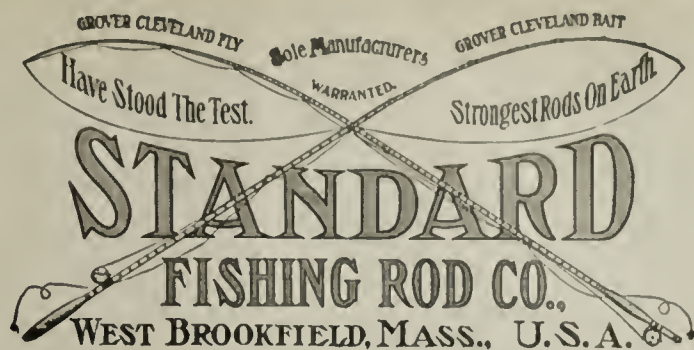 GROVER CLEVELAND FLY
Sole Manufacturers
GROVER CLEVELAND BAIT
Have Stood The Test.
WARRANTED.
Strongest Rods On Earth
STANDARD
FISHING ROD CO.,
WEST BROOKFIELD, MASS., U.S.A.